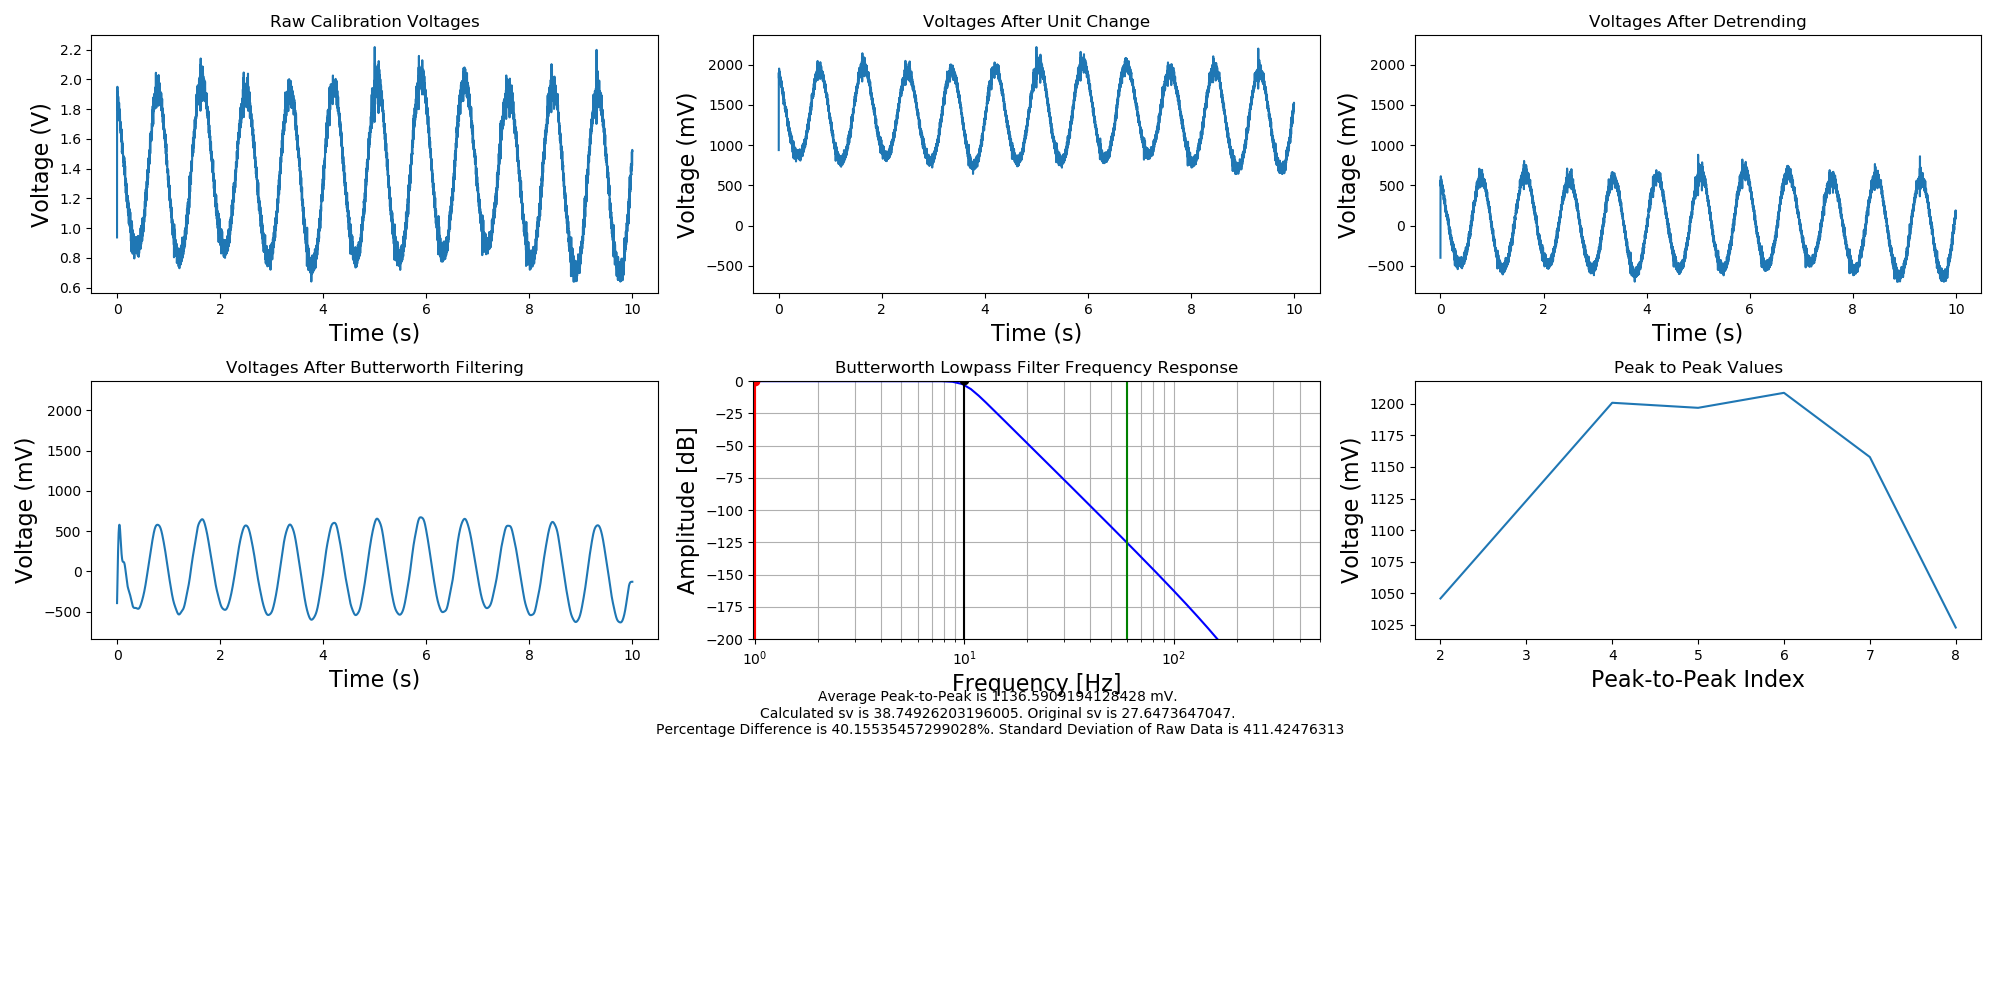 Raw Calibration Voltages
Voltage (V)
2.2
2.0
1.8
1.6
1.4
1.2
1.0
0.8
0.6
0 2 4 6 8 10
Time (s)
Voltages After Unit Change
Voltage (mV)
2000
1500
1000
500
0
−500
0 2 4 6 8 10
Time (s)
Voltages After Detrending
Voltage (mV)
2000
1500
1000
500
0
−500
0 2 4 6 8 10
Time (s)
Voltages After Butterworth Filtering
Voltage (mV)
2000
1500
1000
500
0
−500
0 2 4 6 8 10
Time (s)
Butterworth Lowpass Filter Frequency Response
Amplitude [dB]
0
−25
−50
−75
−100
−125
−150
−175
−200
10⁰ 10¹ 10²
Frequency [Hz]
Peak to Peak Values
Voltage (mV)
1200
1175
1150
1125
1100
1075
1050
1025
2 3 4 5 6 7 8
Peak-to-Peak Index
Average Peak-to-Peak is 1136.5909194128428 mV.
Calculated sv is 38.74926203196005. Original sv is 27.6473647047.
Percentage Difference is 40.15535457299028%. Standard Deviation of Raw Data is 411.42476313